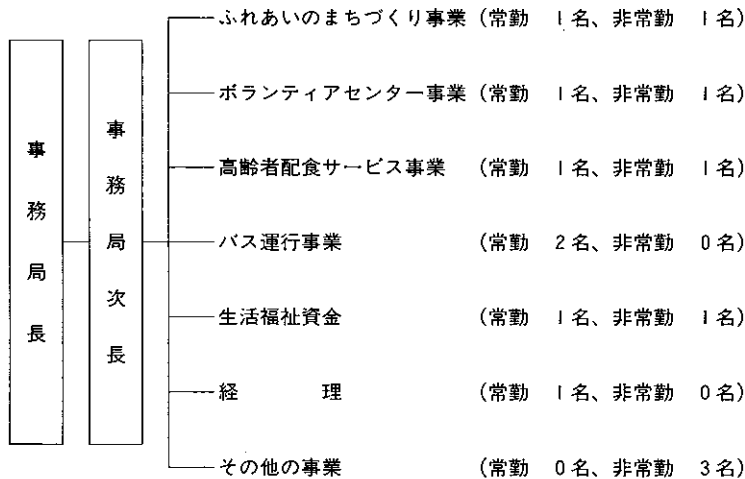 事務局長
事務局次長
ふれあいのまちづくり事業(常勤 1名、非常勤 1名)
ボランティアセンター事業(常勤 1名、非常勤 1名)
高齢者配食サービス事業 (常勤 1名、非常勤 1名)
バス運行事業 (常勤 2名、非常勤 0名)
生活福祉資金 (常勤 1名、非常勤 1名)
経 理 (常勤 1名、非常勤 0名)
その他の事業 (常勤 0名、非常勤 3名)